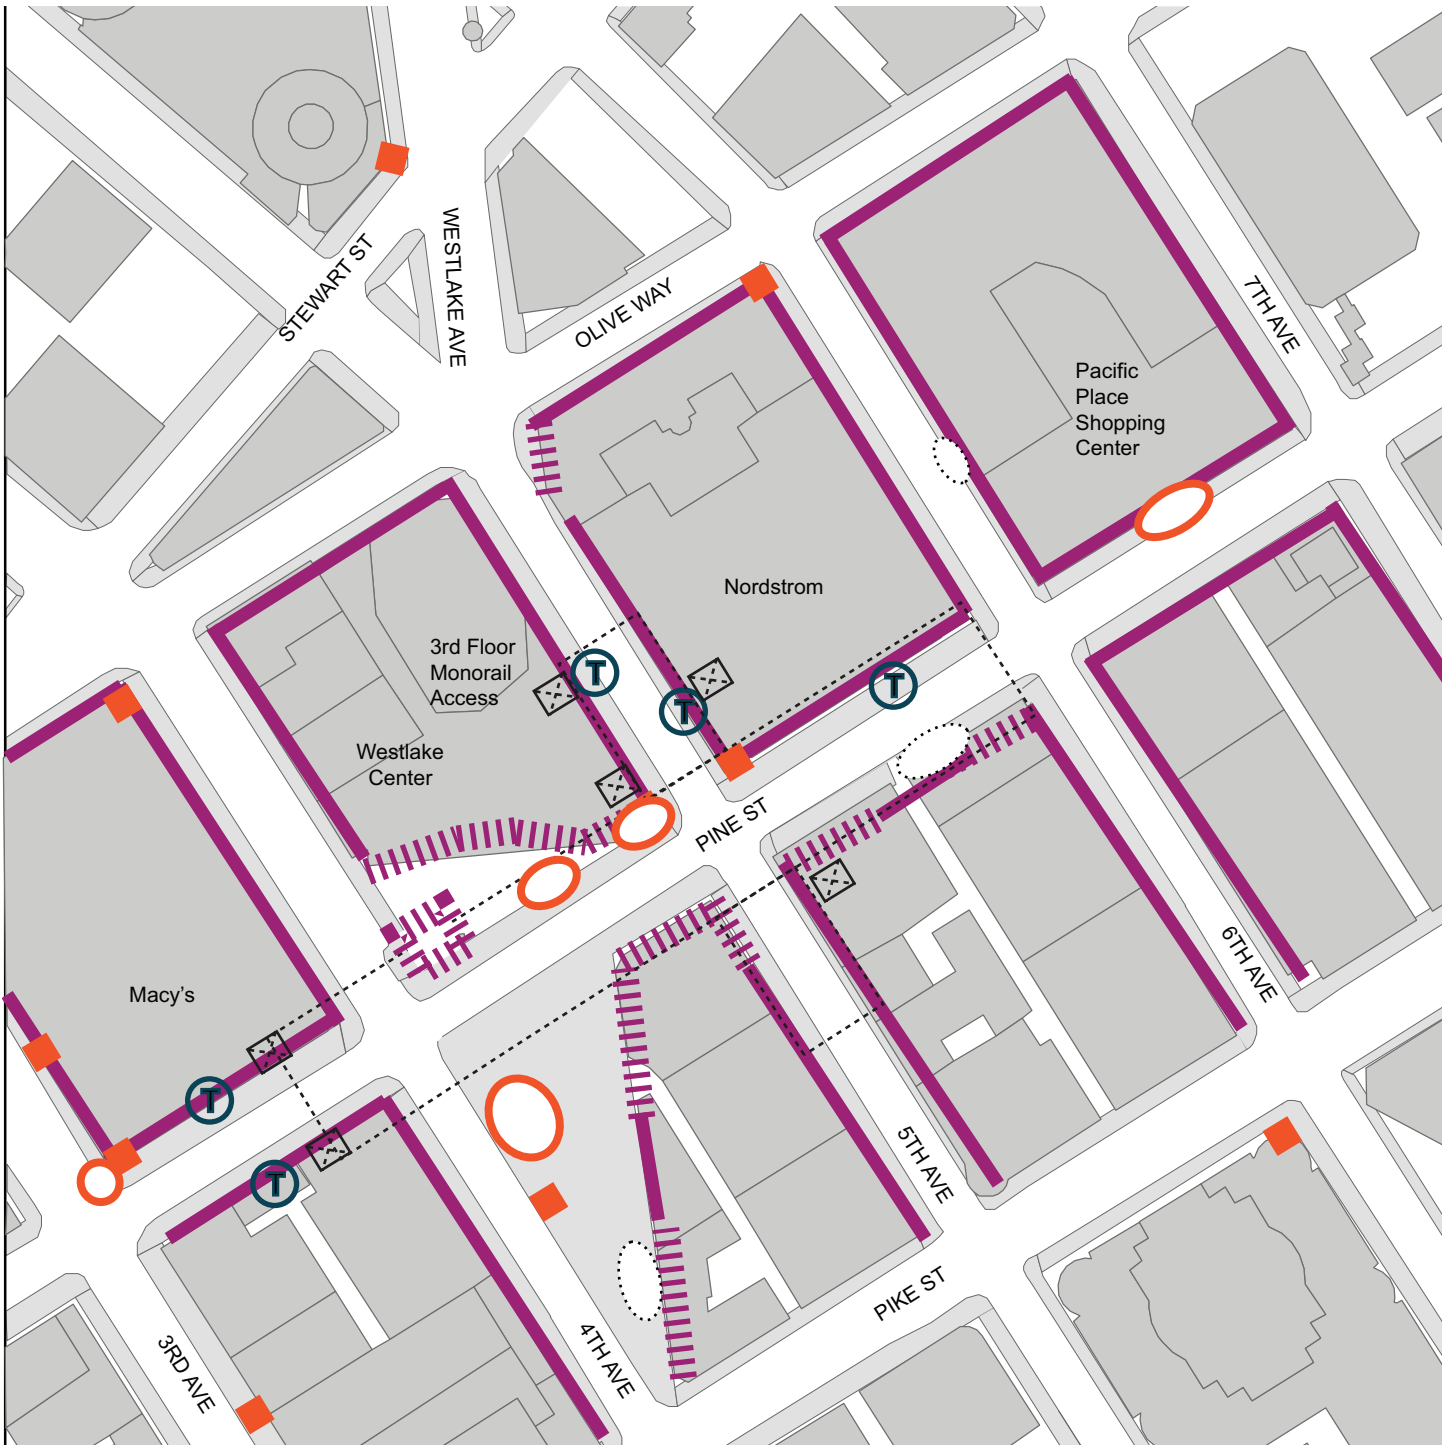 WESTLAKE AVE
STEWART ST
OLIVE WAY
7TH AVE
Pacific
Place
Shopping
Center
Nordstrom
3rd Floor
Monorail
Access
T
T
T
Westlake
Center
PINE ST
6TH AVE
Macy's
T
T
5TH AVE
PIKE ST
4TH AVE
3RD AVE